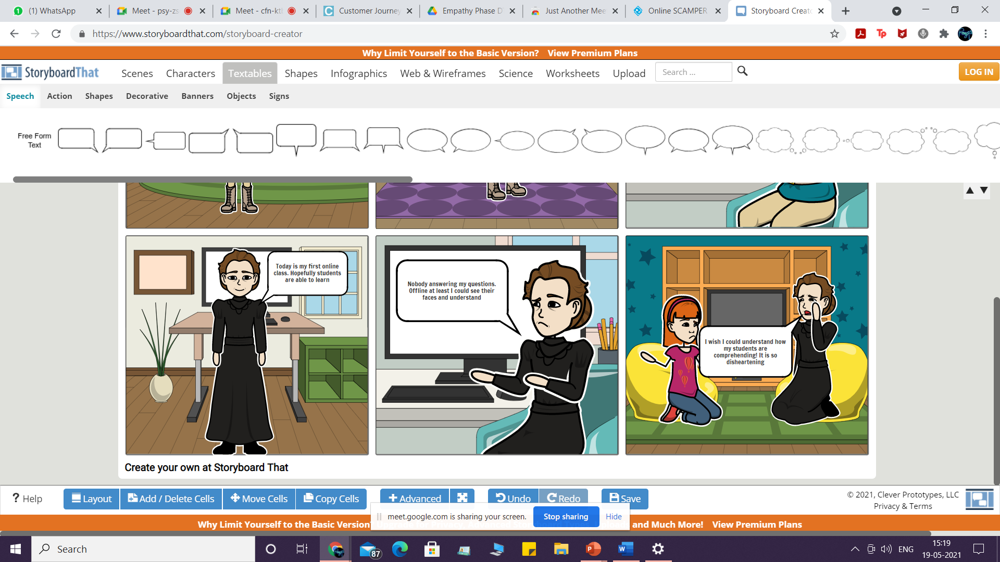 (1) WhatsApp
Meet - psy-zs
Meet - cfn-ktl
Customer Journey
Empathy Phase D
Just Another Mee
Online SCAMPER
Storyboard Creato
https://www.storyboardthat.com/storyboard-creator
Why Limit Yourself to the Basic Version? View Premium Plans
StoryboardThat
Scenes
Characters
Textables
Shapes
Infographics
Web & Wireframes
Science
Worksheets
Upload
Search ...
LOG IN
Speech
Action
Shapes
Decorative
Banners
Objects
Signs
Free Form
Text
Today is my first online
class. Hopefully students
are able to learn
Nobody answering my questions.
Offline at least I could see their
faces and understand
I wish I could understand how
my students are
comprehending! It is so
disheartening
Create your own at Storyboard That
? Help
Layout
Add / Delete Cells
Move Cells
Copy Cells
Advanced
Undo
Redo
Save
© 2021, Clever Prototypes, LLC
Privacy & Terms
meet.google.com is sharing your screen.
Stop sharing
Hide
Why Limit Yourself to the Basic Version? and Much More! View Premium Plans
Search
87
ENG
15:19
19-05-2021